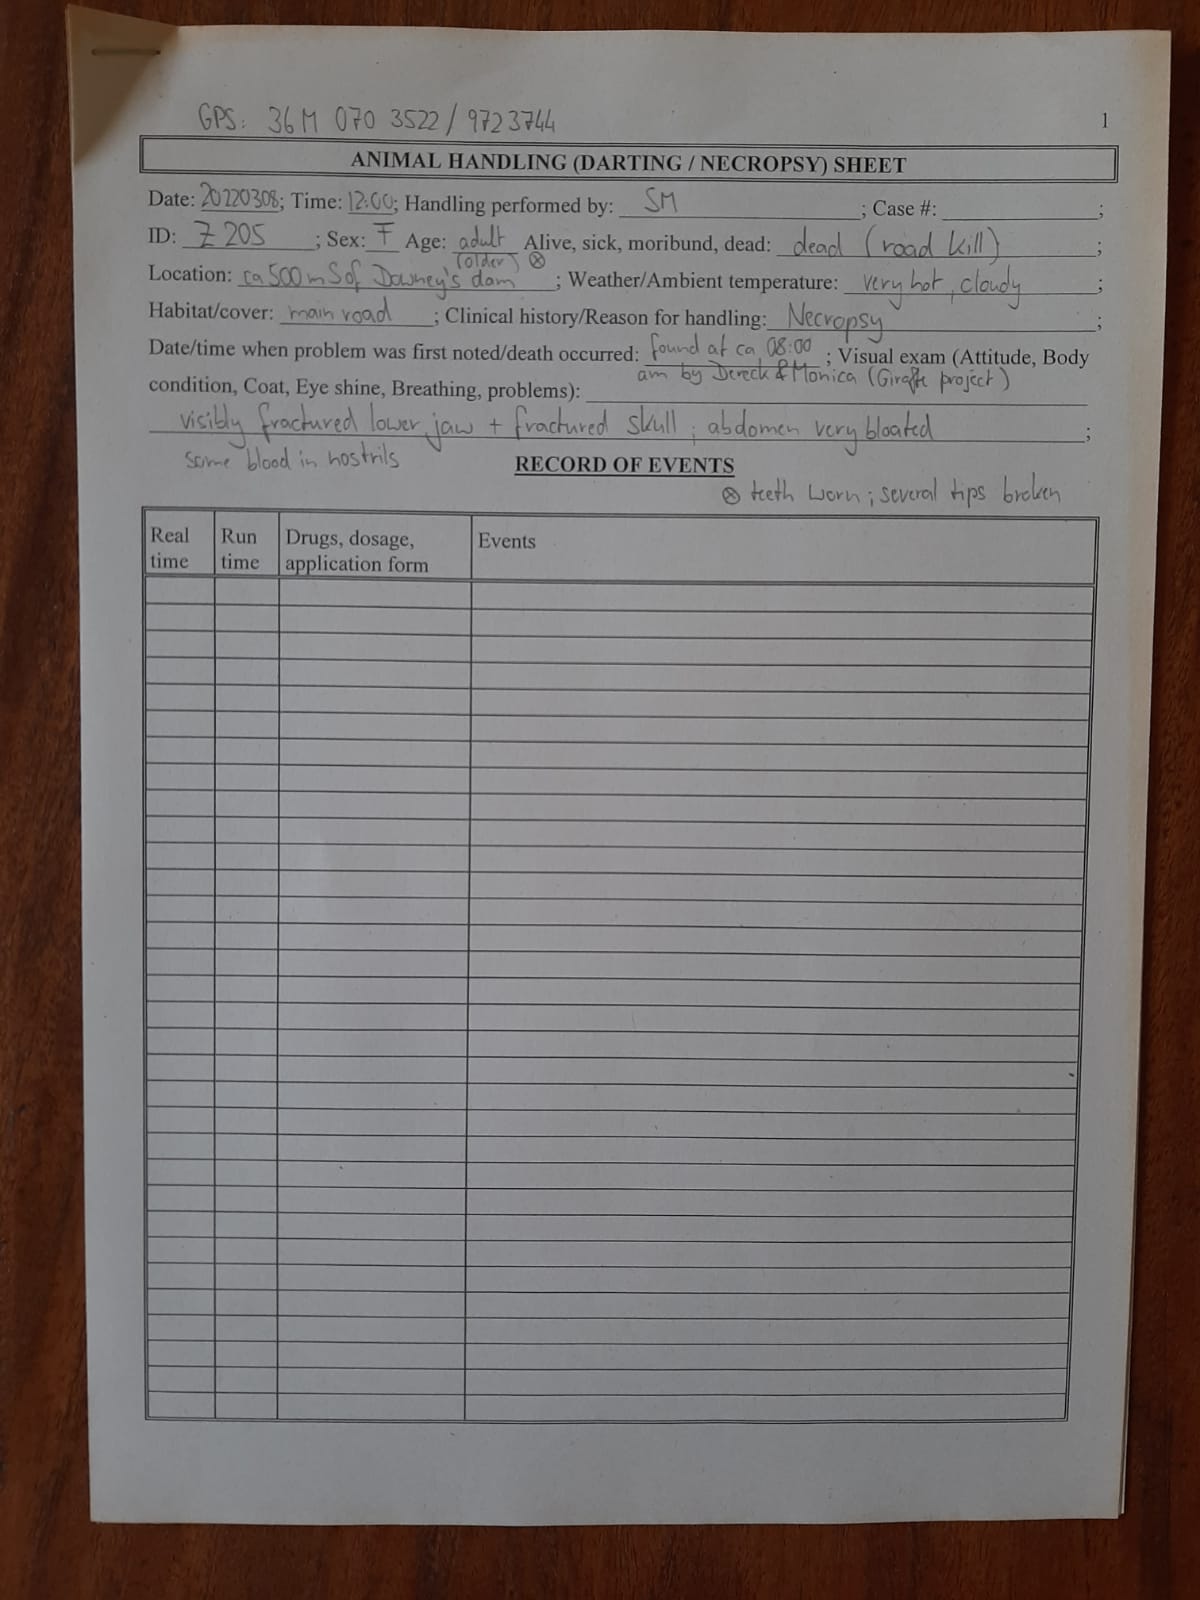 GPS: 36M 070 3522 / 9723744
1
ANIMAL HANDLING (DARTING / NECROPSY) SHEET
Date: 20220308; Time: 12:00; Handling performed by: SM ; Case #: ;
ID: Z 205 ; Sex: F Age: adult Alive, sick, moribund, dead: dead (road kill) ;
(older) ⊗
Location: ca 500 m S of Downey's dam ; Weather/Ambient temperature: very hot, cloudy ;
Habitat/cover: main road ; Clinical history/Reason for handling: Necropsy ;
Date/time when problem was first noted/death occurred: found at ca 08:00 ; Visual exam (Attitude, Body
am by Dereck & Monica (Giraffe project)
condition, Coat, Eye shine, Breathing, problems):
visibly fractured lower jaw + fractured skull ; abdomen very bloated ;
some blood in nostrils
RECORD OF EVENTS
⊗ teeth worn ; several tips broken
Real time Run time Drugs, dosage, application form Events